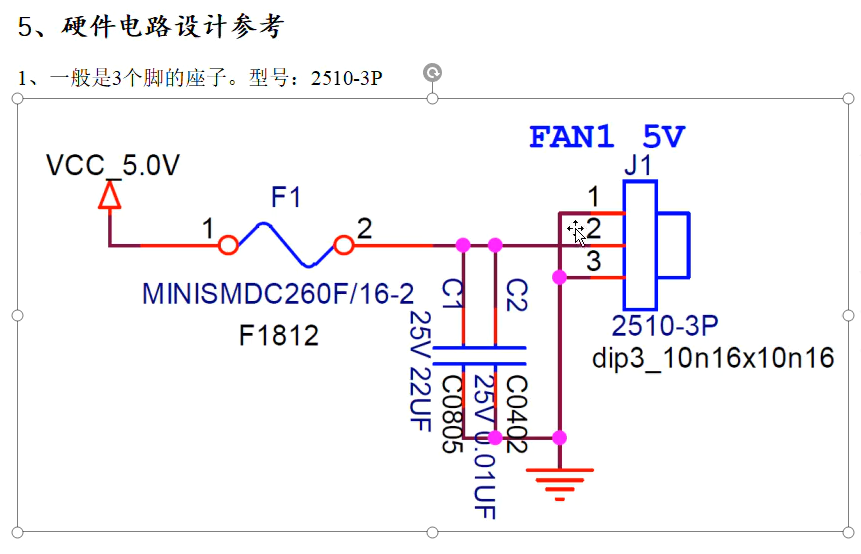 5、硬件电路设计参考
1、一般是3个脚的座子。型号：2510-3P
FAN1 5V
J1
VCC_5.0V
F1
1
2
1
2
3
MINISMDC260F/16-2
F1812
C1
C2
25V 22UF
C0805
25V 0.01UF
C0402
2510-3P
dip3_10n16x10n16